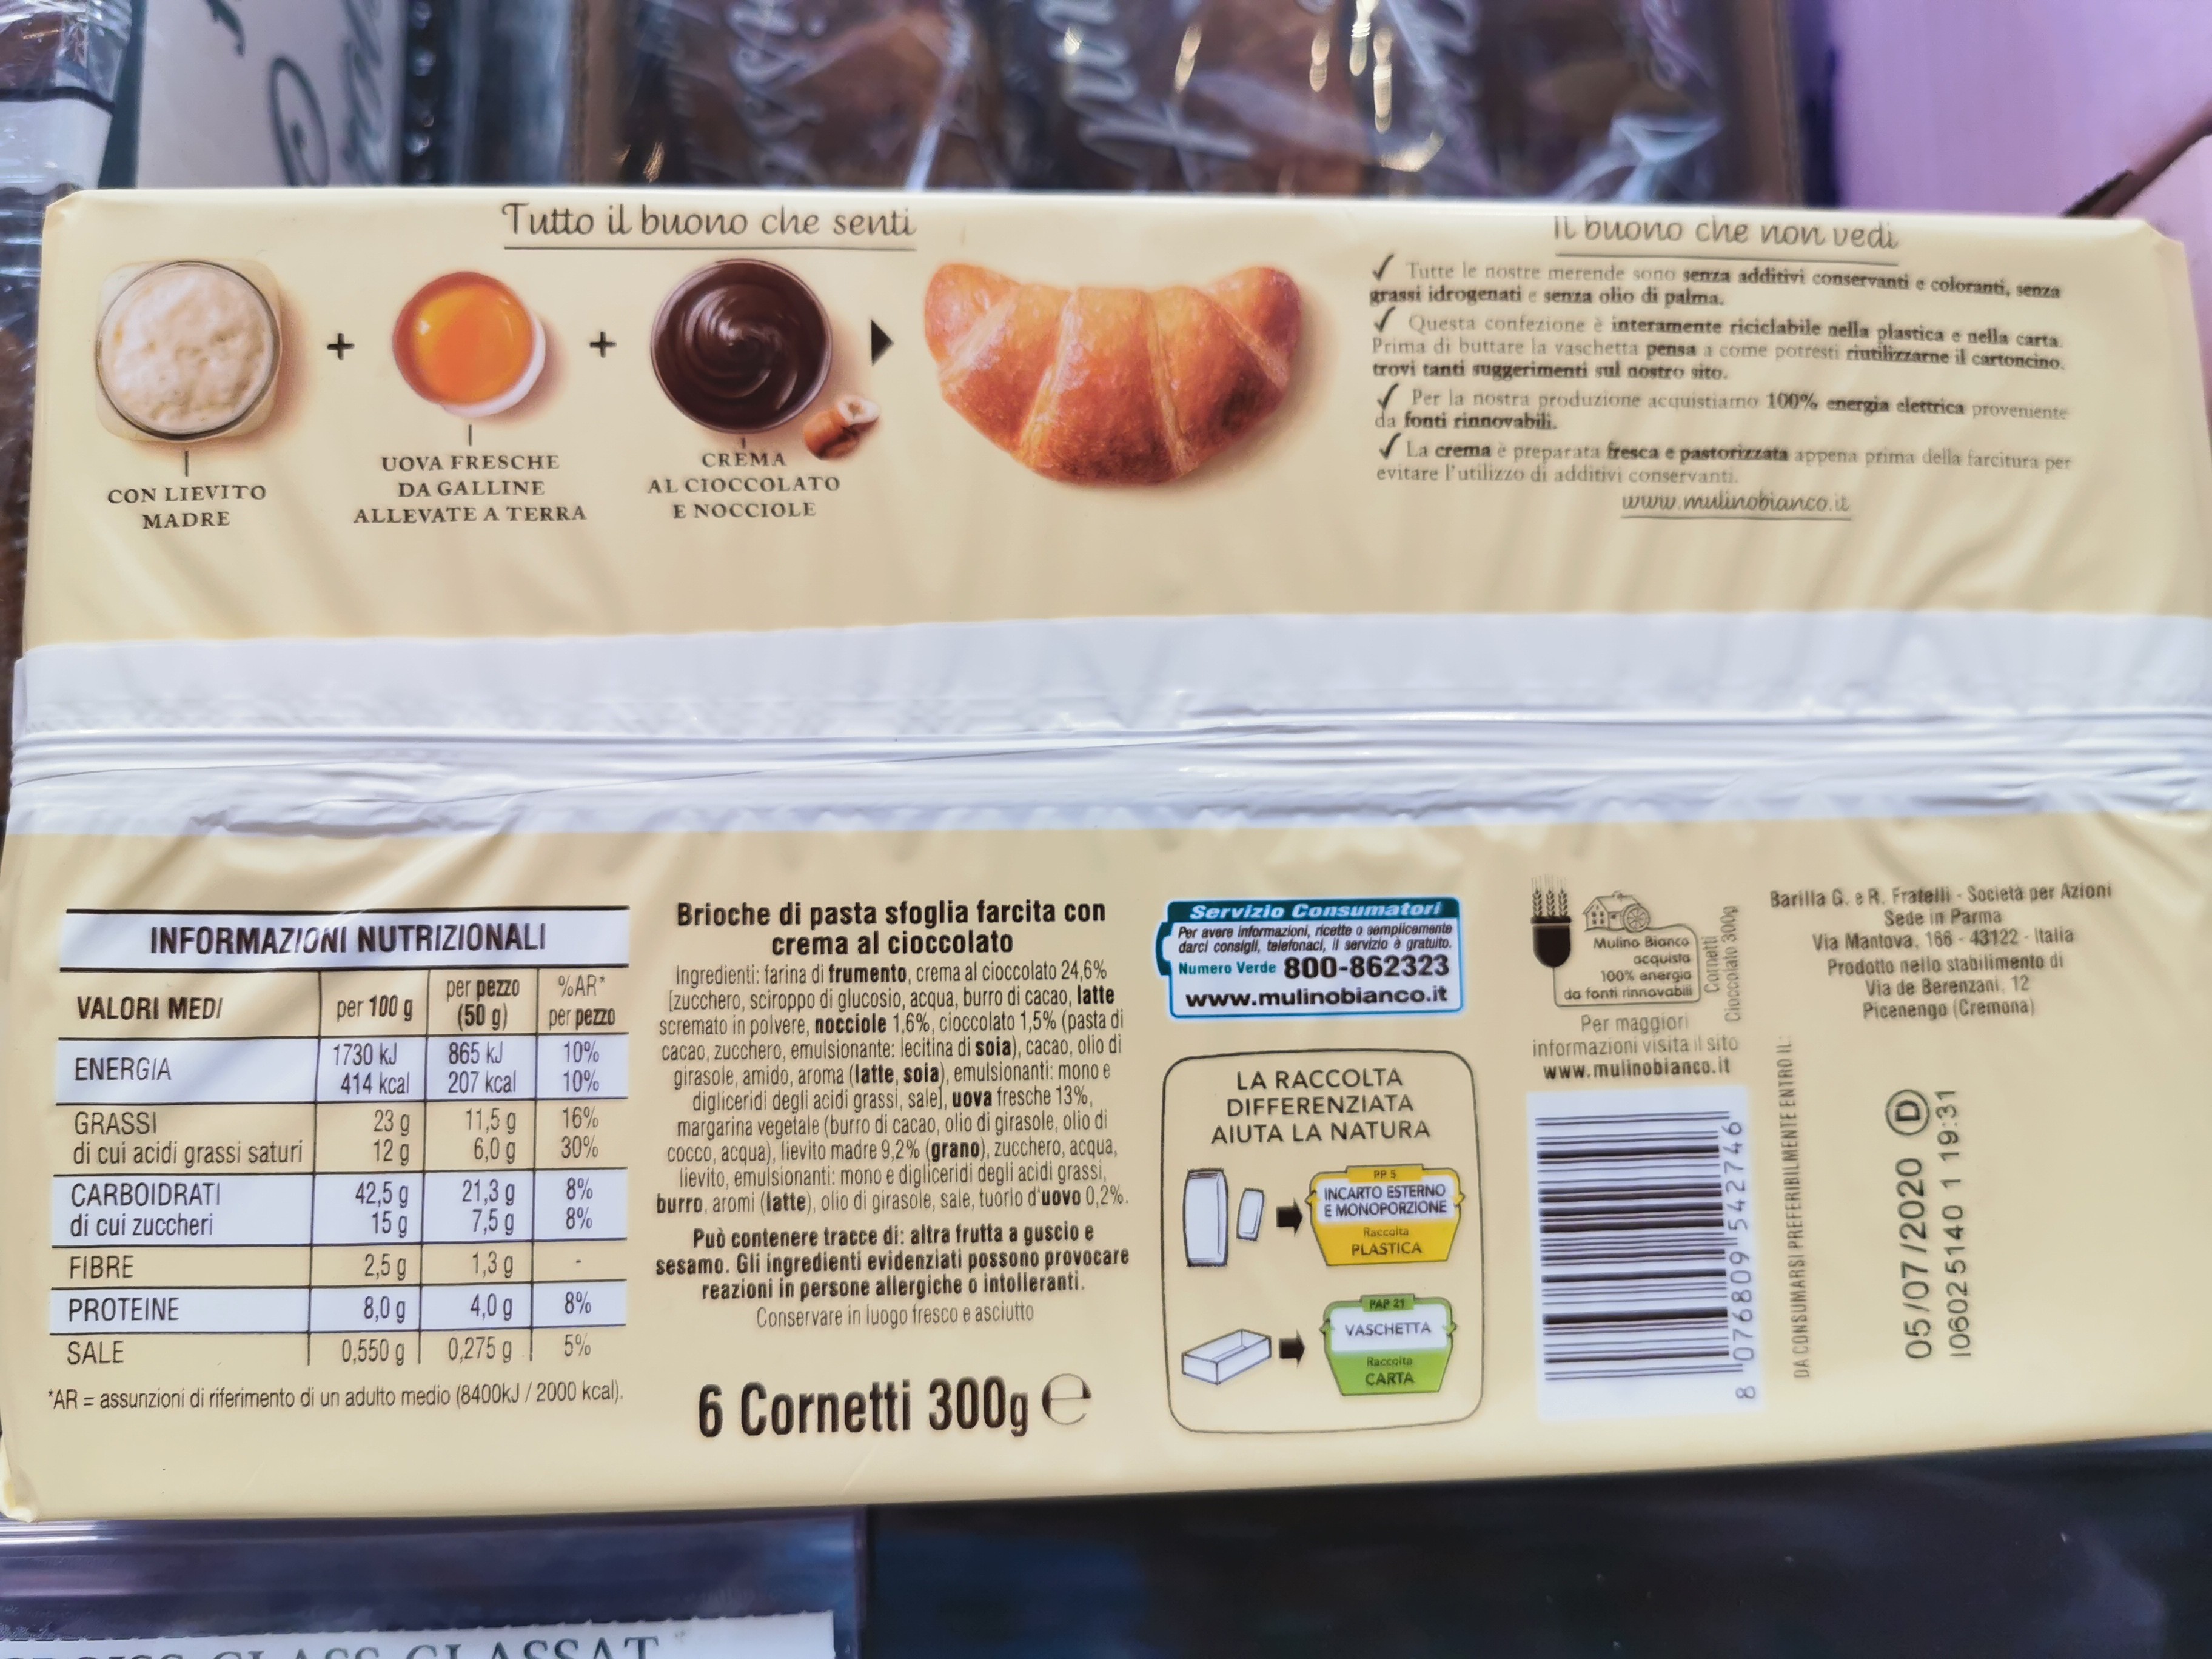 Tutto il buono che senti
+
+
CON LIEVITO
MADRE
UOVA FRESCHE
DA GALLINE
ALLEVATE A TERRA
CREMA
AL CIOCCOLATO
E NOCCIOLE
Il buono che non vedi
✓ Tutte le nostre merende sono senza additivi conservanti e coloranti, senza
grassi idrogenati e senza olio di palma.
✓ Questa confezione è interamente riciclabile nella plastica e nella carta.
Prima di buttare la vaschetta pensa a come potresti riutilizzarne il cartoncino,
trovi tanti suggerimenti sul nostro sito.
✓ Per la nostra produzione acquistiamo 100% energia elettrica proveniente
da fonti rinnovabili.
✓ La crema è preparata fresca e pastorizzata appena prima della farcitura per
evitare l'utilizzo di additivi conservanti.
www.mulinobianco.it
INFORMAZIONI NUTRIZIONALI
VALORI MEDI per 100 g per pezzo (50 g) %AR* per pezzo
ENERGIA 1730 kJ 865 kJ 10%
414 kcal 207 kcal 10%
GRASSI 23 g 11,5 g 16%
di cui acidi grassi saturi 12 g 6,0 g 30%
CARBOIDRATI 42,5 g 21,3 g 8%
di cui zuccheri 15 g 7,5 g 8%
FIBRE 2,5 g 1,3 g -
PROTEINE 8,0 g 4,0 g 8%
SALE 0,550 g 0,275 g 5%
*AR = assunzioni di riferimento di un adulto medio (8400kJ / 2000 kcal).
Brioche di pasta sfoglia farcita con
crema al cioccolato
Ingredienti: farina di frumento, crema al cioccolato 24,6%
[zucchero, sciroppo di glucosio, acqua, burro di cacao, latte
scremato in polvere, nocciole 1,6%, cioccolato 1,5% (pasta di
cacao, zucchero, emulsionante: lecitina di soia), cacao, olio di
girasole, amido, aroma (latte, soia), emulsionanti: mono e
digliceridi degli acidi grassi, sale], uova fresche 13%,
margarina vegetale (burro di cacao, olio di girasole, olio di
cocco, acqua), lievito madre 9,2% (grano), zucchero, acqua,
lievito, emulsionanti: mono e digliceridi degli acidi grassi,
burro, aromi (latte), olio di girasole, sale, tuorlo d'uovo 0,2%.
Può contenere tracce di: altra frutta a guscio e
sesamo. Gli ingredienti evidenziati possono provocare
reazioni in persone allergiche o intolleranti.
Conservare in luogo fresco e asciutto
6 Cornetti 300g e
Servizio Consumatori
Per avere informazioni, ricette o semplicemente
darci consigli, telefonaci, il servizio è gratuito.
Numero Verde 800-862323
www.mulinobianco.it
LA RACCOLTA
DIFFERENZIATA
AIUTA LA NATURA
PP 5
INCARTO ESTERNO
E MONOPORZIONE
Raccolta
PLASTICA
PAP 21
VASCHETTA
Raccolta
CARTA
Mulino Bianco
acquista
100% energia
da fonti rinnovabili
Cornetti
Cioccolato 300g
Per maggiori
informazioni visita il sito
www.mulinobianco.it
8 076809 542746
Barilla G. e R. Fratelli - Società per Azioni
Sede in Parma
Via Mantova, 166 - 43122 - Italia
Prodotto nello stabilimento di
Via de Berenzani, 12
Picenengo (Cremona)
DA CONSUMARSI PREFERIBILMENTE ENTRO IL:
05/07/2020 D
106025140 1 19:31